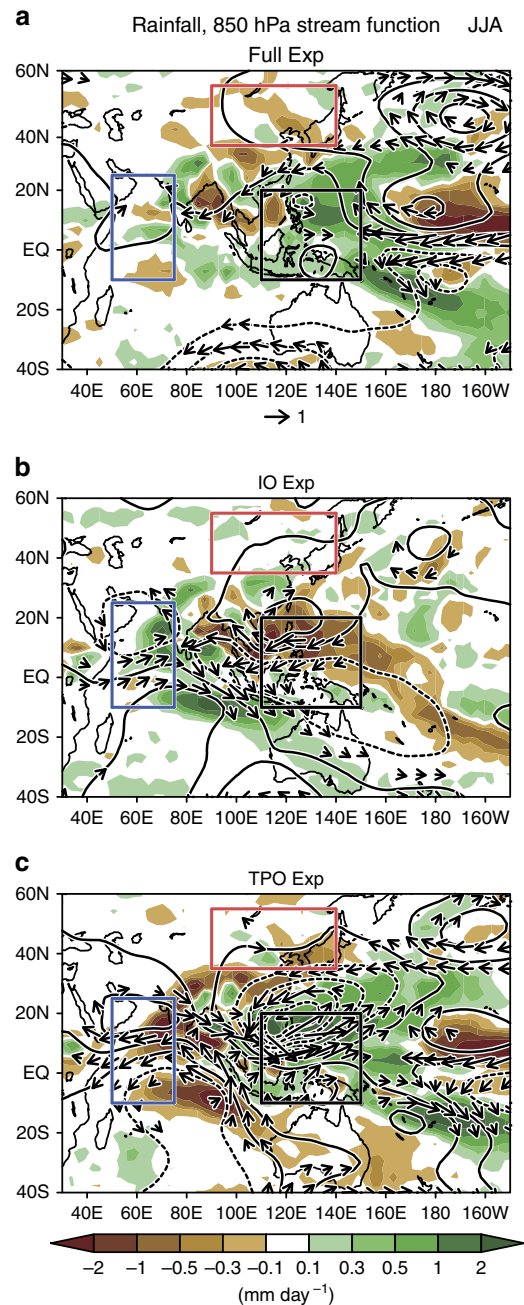 a
Rainfall, 850 hPa stream function JJA
Full Exp
60N
40N
20N
EQ
20S
40S
40E 60E 80E 100E 120E 140E 160E 180 160W
→ 1
b
IO Exp
60N
40N
20N
EQ
20S
40S
40E 60E 80E 100E 120E 140E 160E 180 160W
c
TPO Exp
60N
40N
20N
EQ
20S
40S
40E 60E 80E 100E 120E 140E 160E 180 160W
−2 −1 −0.5 −0.3 −0.1 0.1 0.3 0.5 1 2
(mm day⁻¹)